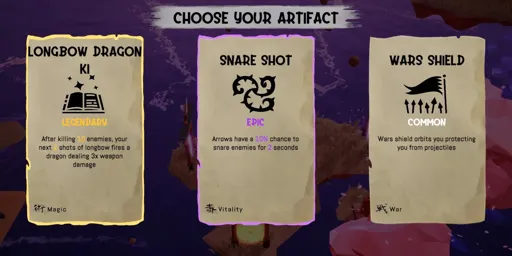 CHOOSE YOUR ARTIFACT
LONGBOW DRAGON
KI
LEGENDARY
After killing enemies, your
next shots of longbow fires a
dragon dealing 3x weapon
damage
Magic
SNARE SHOT
EPIC
Arrows have a 10% chance to
snare enemies for 2 seconds
Vitality
WARS SHIELD
COMMON
Wars shield orbits you protecting
you from projectiles
War